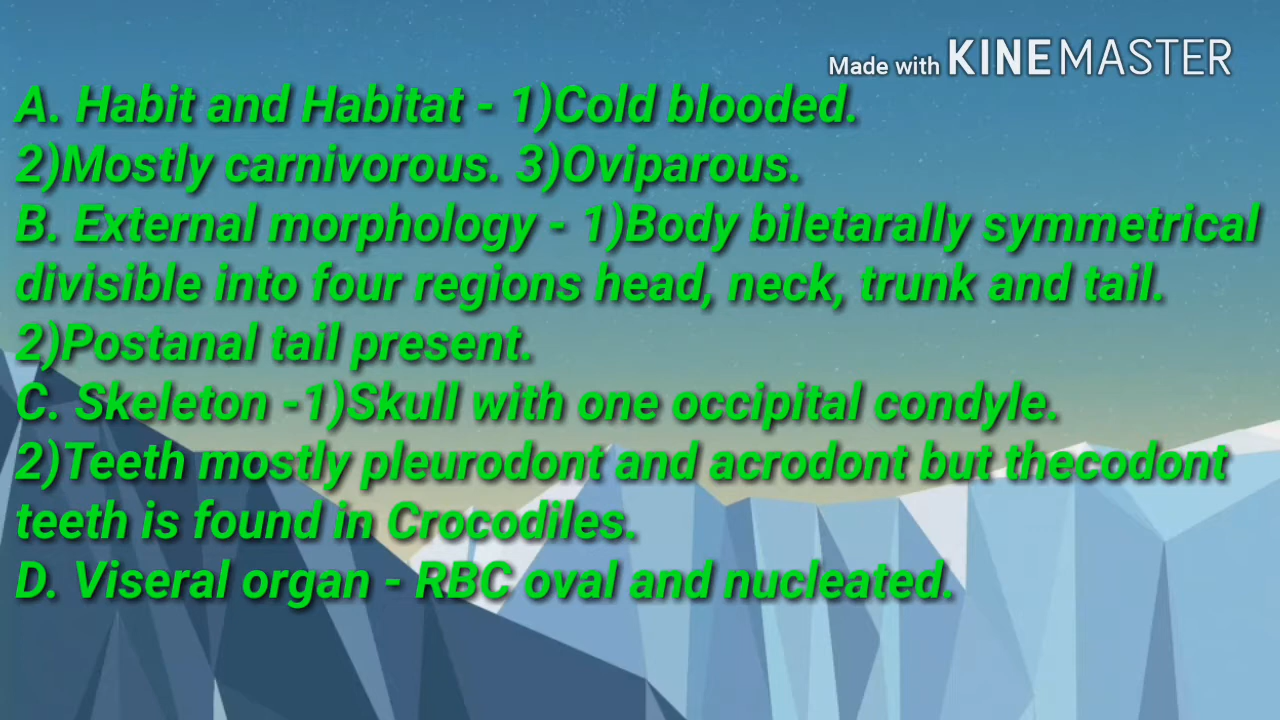 Made with KINEMASTER
A. Habit and Habitat - 1)Cold blooded.
2)Mostly carnivorous. 3)Oviparous.
B. External morphology - 1)Body biletarally symmetrical
divisible into four regions head, neck, trunk and tail.
2)Postanal tail present.
C. Skeleton -1)Skull with one occipital condyle.
2)Teeth mostly pleurodont and acrodont but thecodont
teeth is found in Crocodiles.
D. Viseral organ - RBC oval and nucleated.